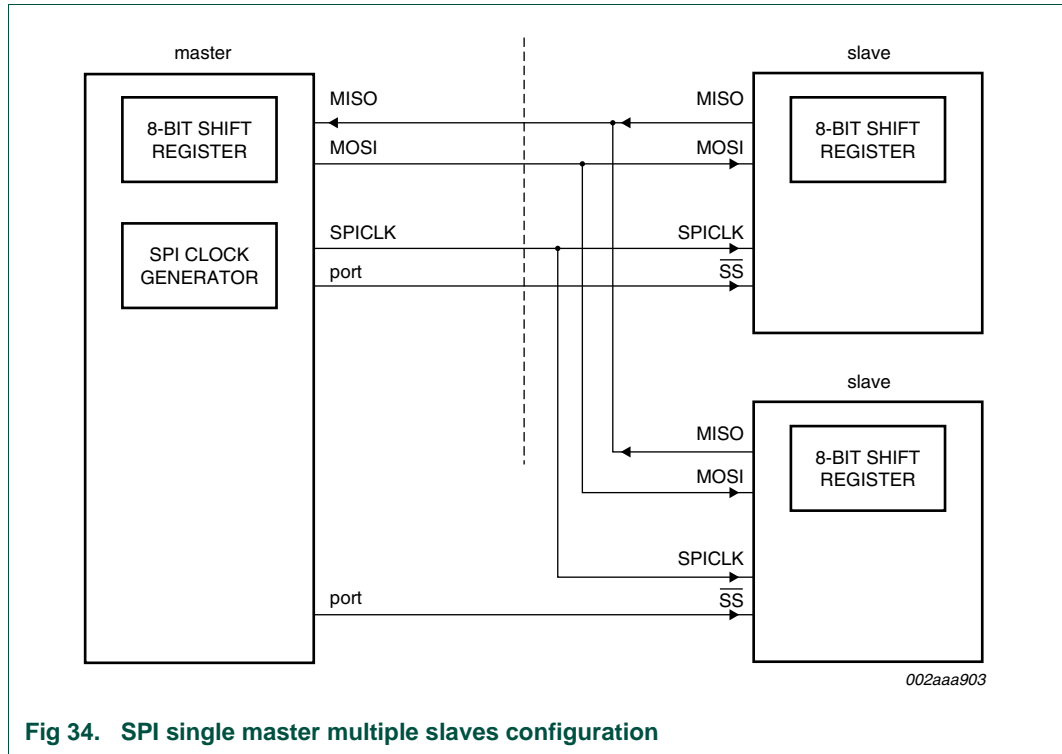 master
slave
MISO
MISO
8-BIT SHIFT
REGISTER
8-BIT SHIFT
REGISTER
MOSI
MOSI
SPICLK
SPICLK
SPI CLOCK
GENERATOR
port
SS
slave
MISO
8-BIT SHIFT
REGISTER
MOSI
SPICLK
port
SS
002aaa903
Fig 34. SPI single master multiple slaves configuration